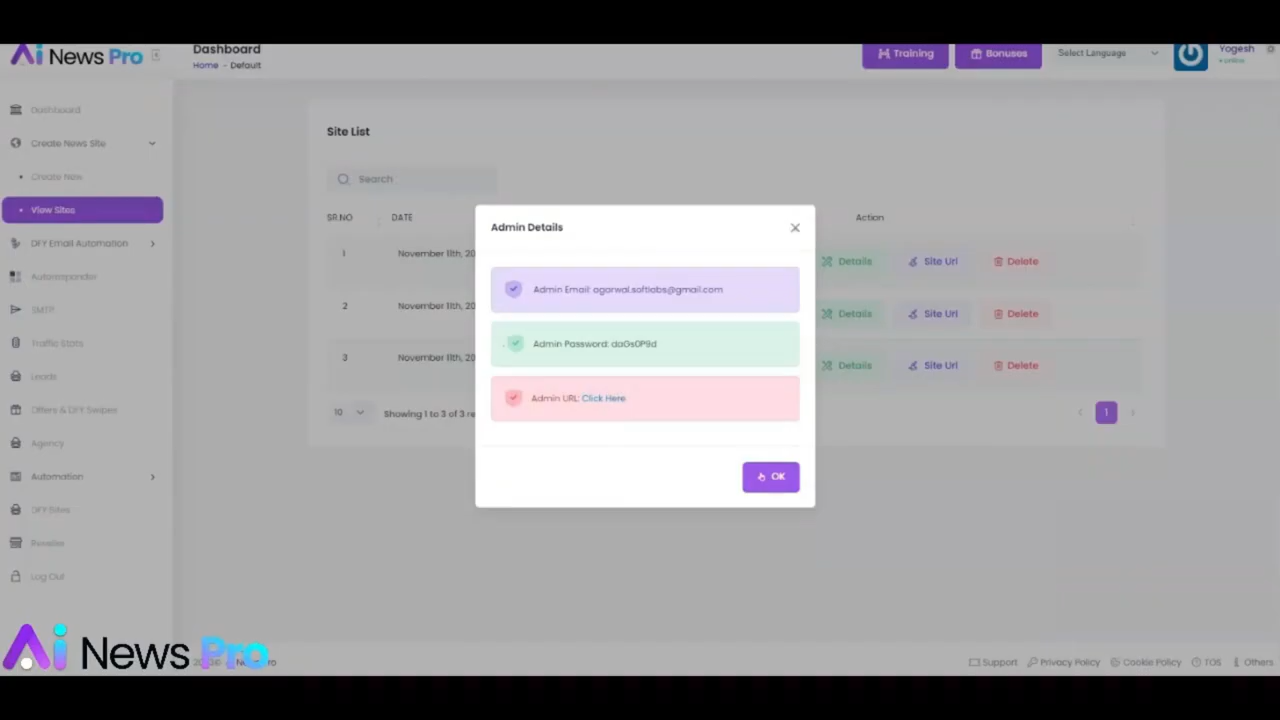 Ai News Pro
Dashboard
Home - Default
Training
Bonuses
Select Language
Yogesh
online
Dashboard
Create News Site
Create New
View Sites
DFY Email Automation
Autoresponder
SMTP
Traffic Stats
Leads
Offers & DFY Swipes
Agency
Automation
DFY Sites
Reseller
Log Out
Site List
Search
SR.NO
DATE
Action
1
November 11th, 20
Details
Site Url
Delete
2
November 11th, 20
Details
Site Url
Delete
3
November 11th, 20
Details
Site Url
Delete
10
Showing 1 to 3 of 3 re
1
Admin Details
Admin Email: agarwal.softlabs@gmail.com
Admin Password: daGs0P9d
Admin URL: Click Here
OK
Ai News Pro
Support
Privacy Policy
Cookie Policy
TOS
Others